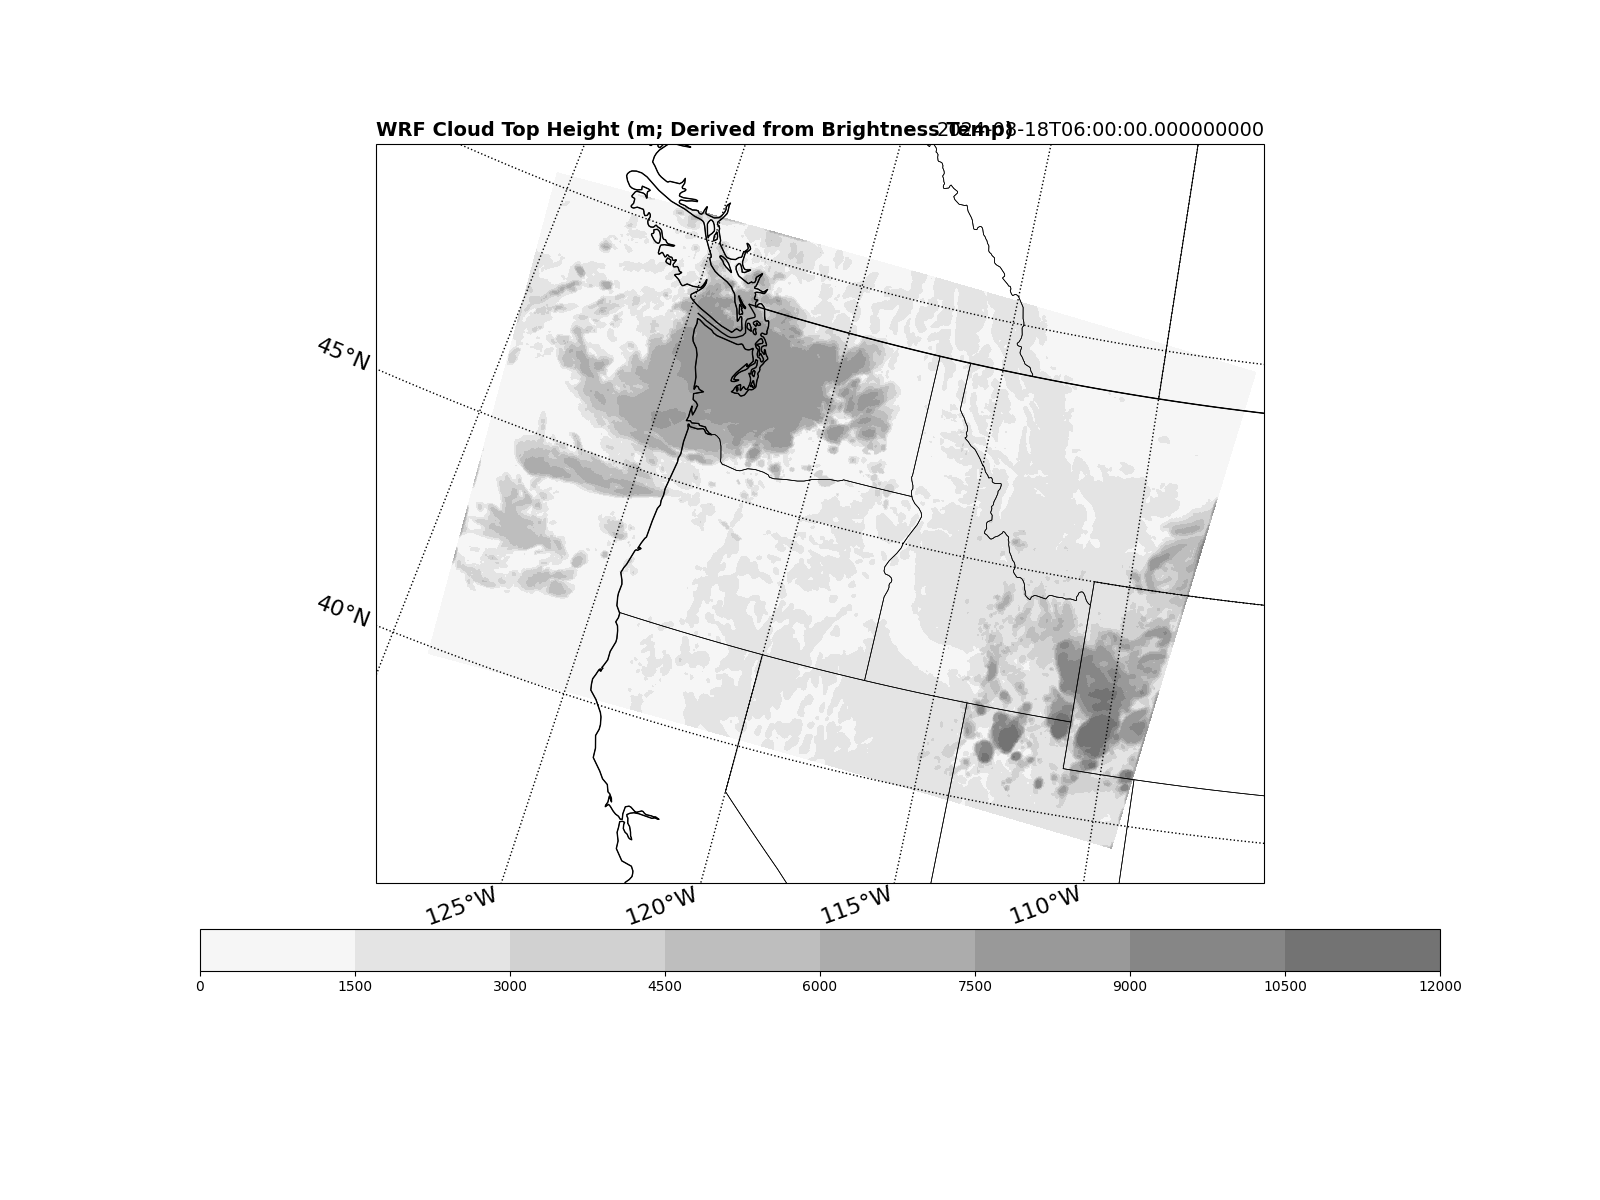 WRF Cloud Top Height (m; Derived from Brightness Temp)
2024-08-18T06:00:00.000000000
45°N
40°N
125°W 120°W 115°W 110°W
0 1500 3000 4500 6000 7500 9000 10500 12000